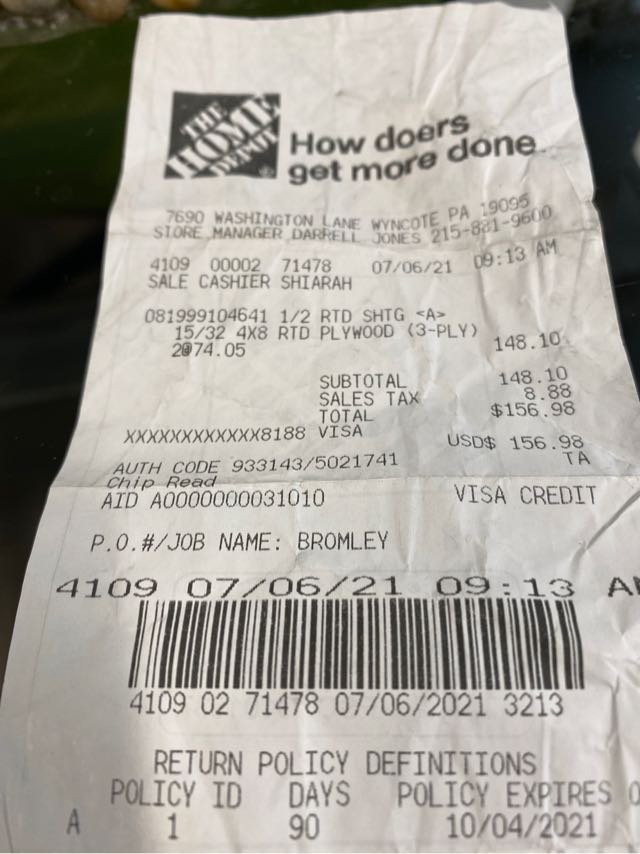 THE
HOME
DEPOT
How doers
get more done.
7690 WASHINGTON LANE WYNCOTE PA 19095
STORE MANAGER DARRELL JONES 215-881-9600
4109 00002 71478 07/06/21 09:13 AM
SALE CASHIER SHIARAH
081999104641 1/2 RTD SHTG <A>
15/32 4X8 RTD PLYWOOD (3-PLY)
2@74.05 148.10
SUBTOTAL 148.10
SALES TAX 8.88
TOTAL $156.98
XXXXXXXXXXXX8188 VISA
USD$ 156.98
AUTH CODE 933143/5021741 TA
Chip Read
AID A0000000031010 VISA CREDIT
P.O.#/JOB NAME: BROMLEY
4109 07/06/21 09:13 AM
4109 02 71478 07/06/2021 3213
RETURN POLICY DEFINITIONS
POLICY ID DAYS POLICY EXPIRES O
A 1 90 10/04/2021